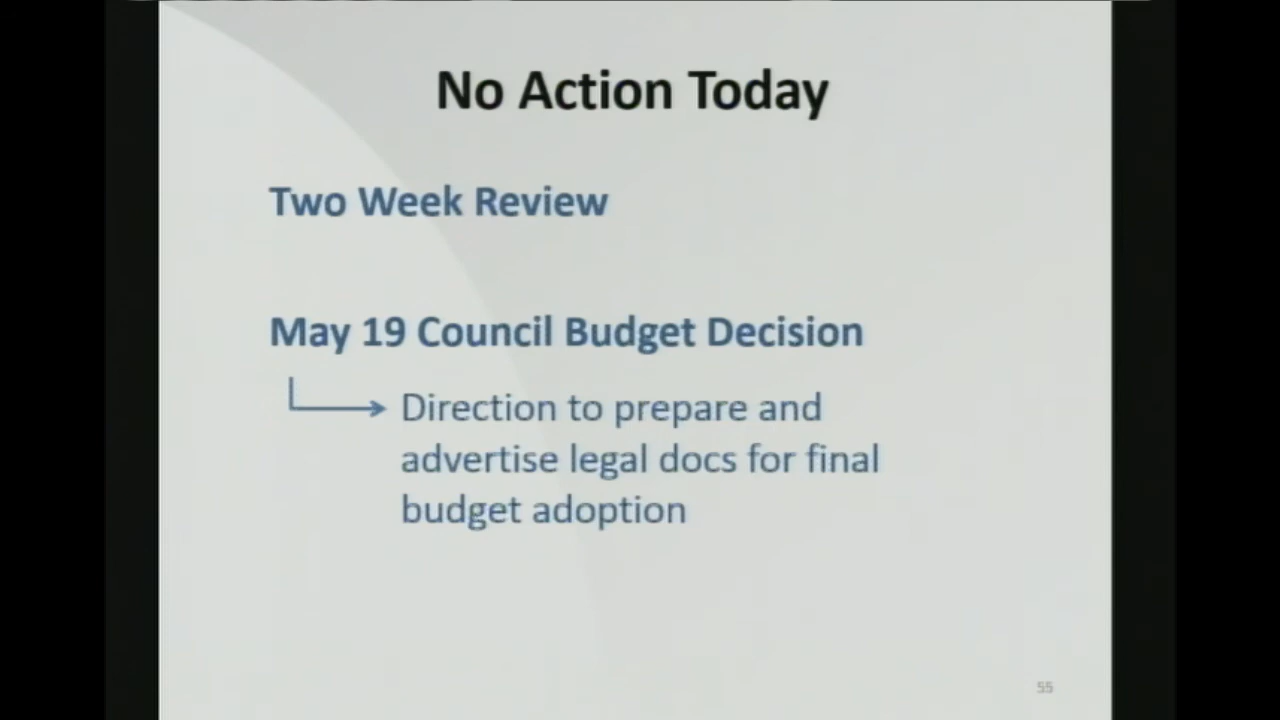 No Action Today
Two Week Review
May 19 Council Budget Decision
Direction to prepare and
advertise legal docs for final
budget adoption
55